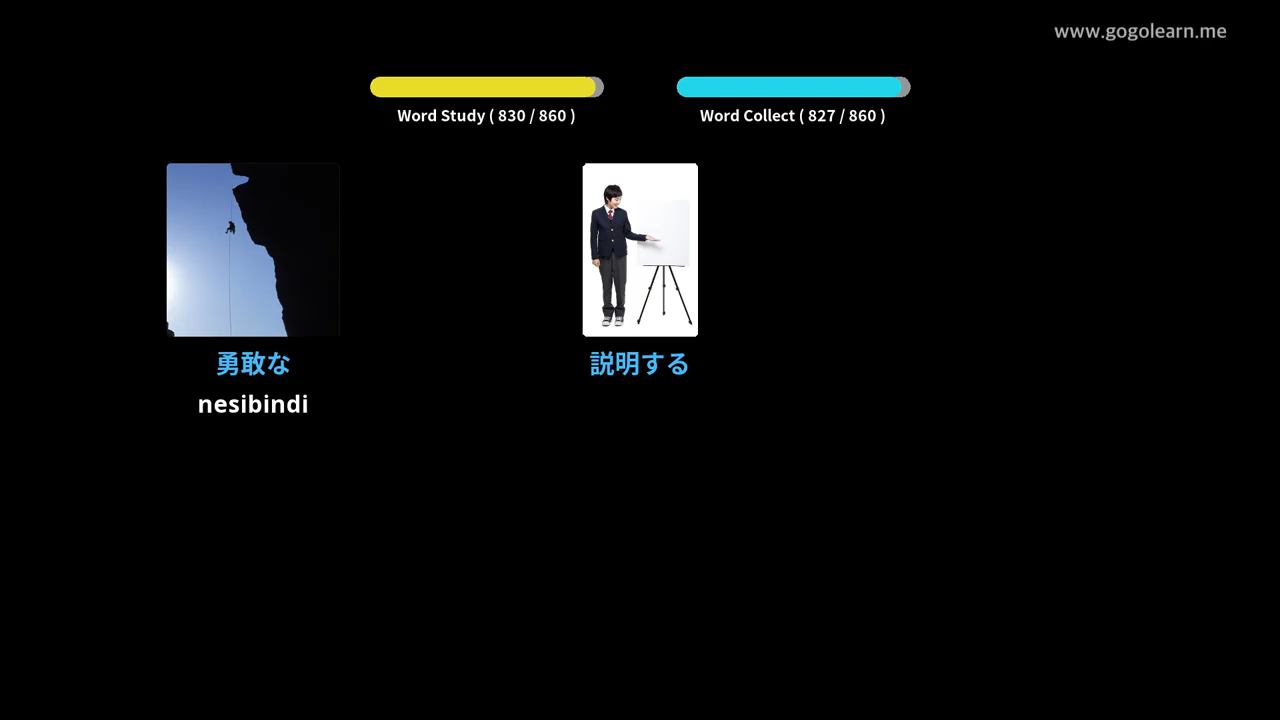 www.gogolearn.me
Word Study ( 830 / 860 )
Word Collect ( 827 / 860 )
勇敢な
説明する
nesibindi